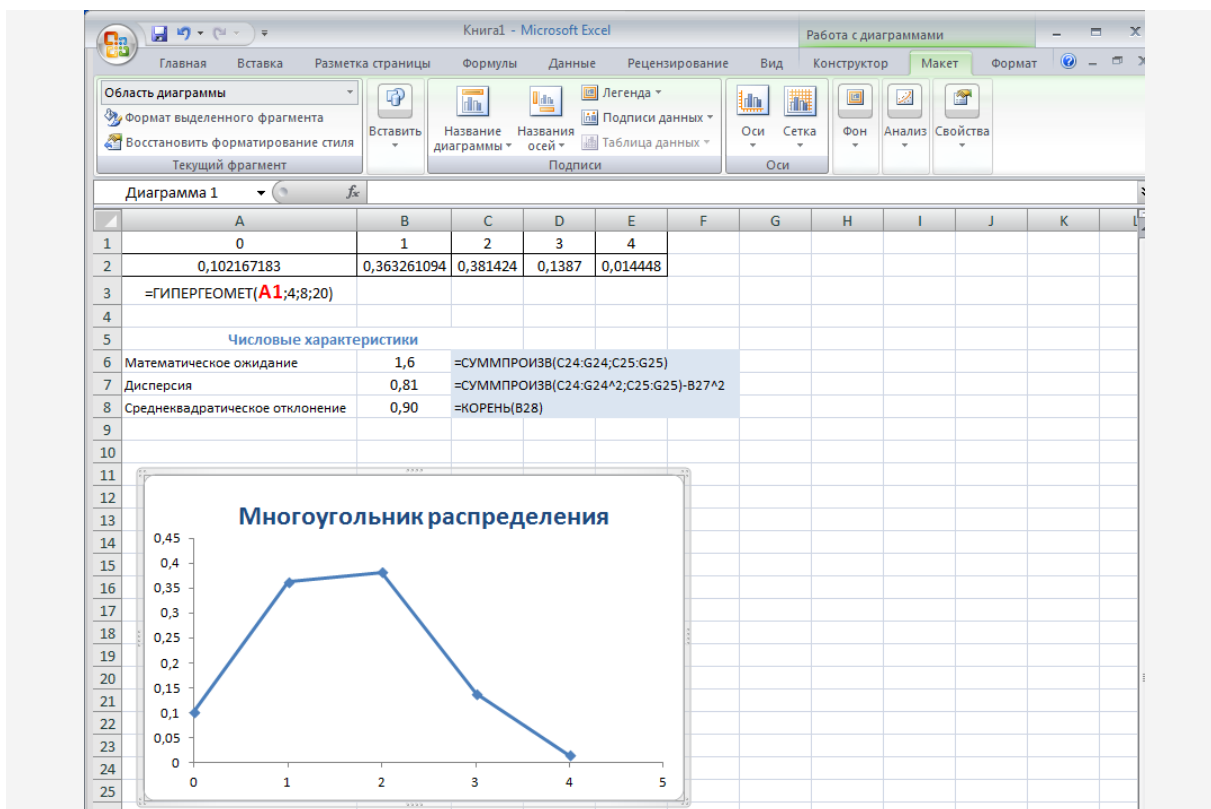 Книга1 - Microsoft Excel
Работа с диаграммами
Главная Вставка Разметка страницы Формулы Данные Рецензирование Вид Конструктор Макет Формат
Область диаграммы
Формат выделенного фрагмента
Восстановить форматирование стиля
Текущий фрагмент
Вставить
Название диаграммы
Названия осей
Легенда
Подписи данных
Таблица данных
Подписи
Оси Сетка
Оси
Фон Анализ Свойства
Диаграмма 1 fx
A B C D E F G H I J K L
1 0 1 2 3 4
2 0,102167183 0,363261094 0,381424 0,1387 0,014448
3 =ГИПЕРГЕОМЕТ(A1;4;8;20)
4
5 Числовые характеристики
6 Математическое ожидание 1,6 =СУММПРОИЗВ(C24:G24;C25:G25)
7 Дисперсия 0,81 =СУММПРОИЗВ(C24:G24^2;C25:G25)-B27^2
8 Среднеквадратическое отклонение 0,90 =КОРЕНЬ(B28)
9
10
11
12
13
14
15
16
17
18
19
20
21
22
23
24
25
Многоугольник распределения
0,45
0,4
0,35
0,3
0,25
0,2
0,15
0,1
0,05
0
0 1 2 3 4 5